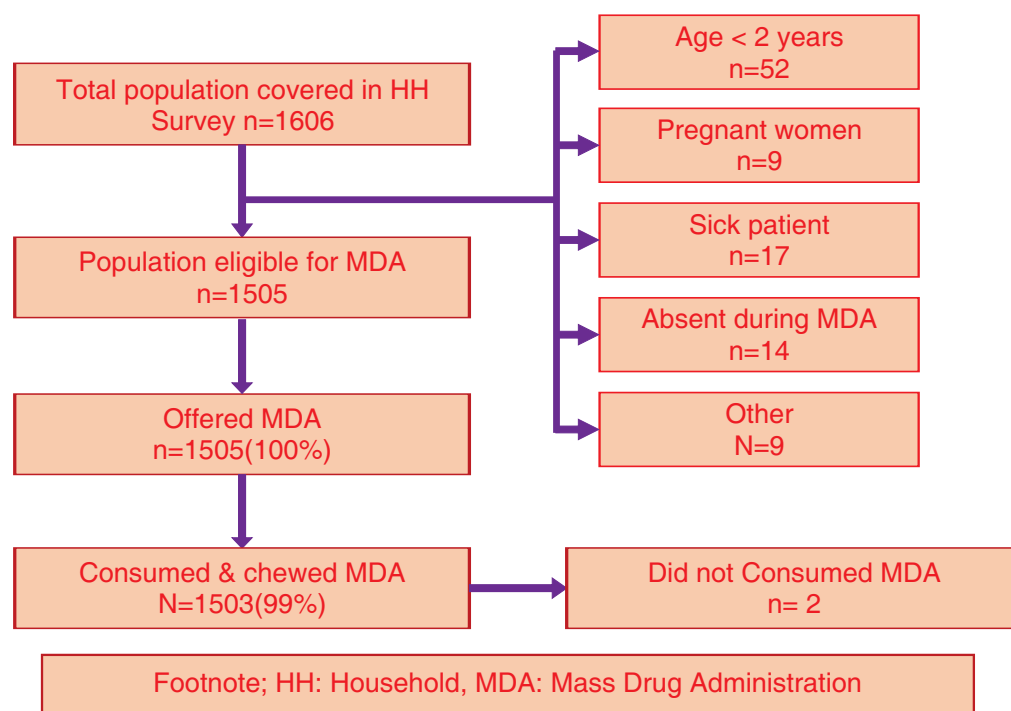 Total population covered in HH
Survey n=1606
Age < 2 years
n=52
Pregnant women
n=9
Sick patient
n=17
Absent during MDA
n=14
Other
N=9
Population eligible for MDA
n=1505
Offered MDA
n=1505(100%)
Consumed & chewed MDA
N=1503(99%)
Did not Consumed MDA
n= 2
Footnote; HH: Household, MDA: Mass Drug Administration